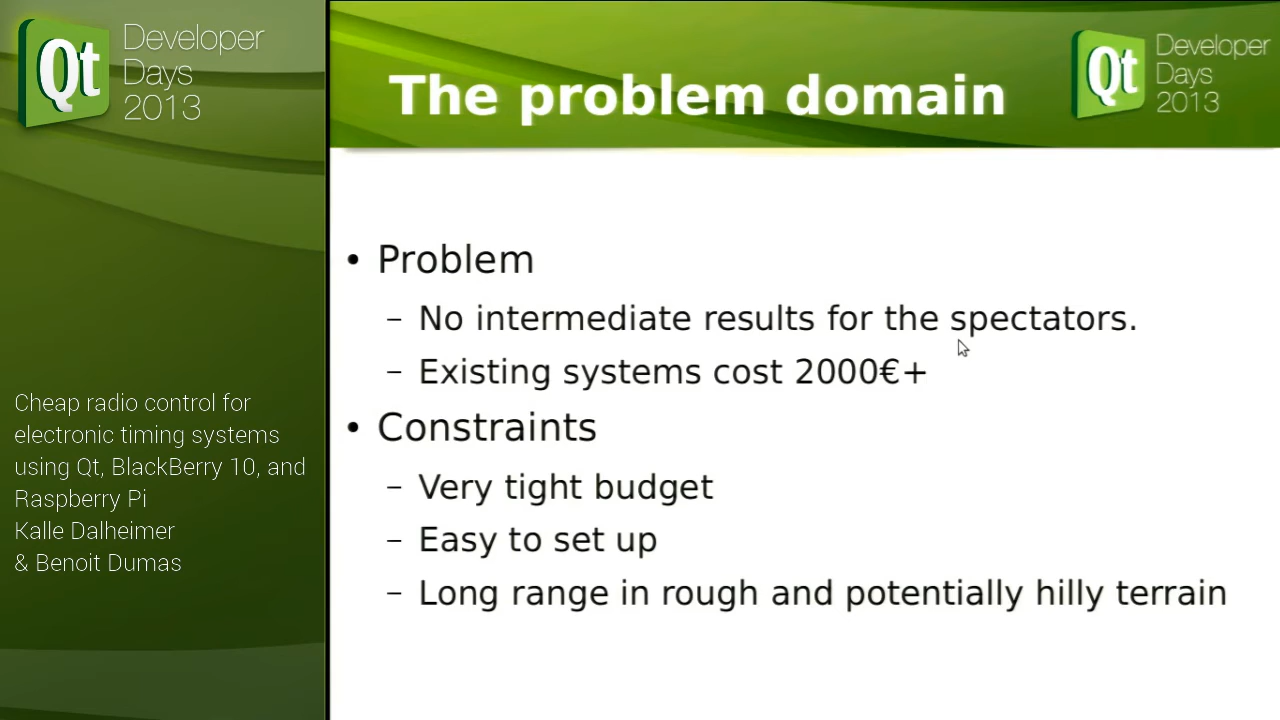 Qt Developer
Days
2013
Cheap radio control for
electronic timing systems
using Qt, BlackBerry 10, and
Raspberry Pi
Kalle Dalheimer
& Benoit Dumas
The problem domain
Qt Developer
Days
2013
• Problem
– No intermediate results for the spectators.
– Existing systems cost 2000€+
• Constraints
– Very tight budget
– Easy to set up
– Long range in rough and potentially hilly terrain